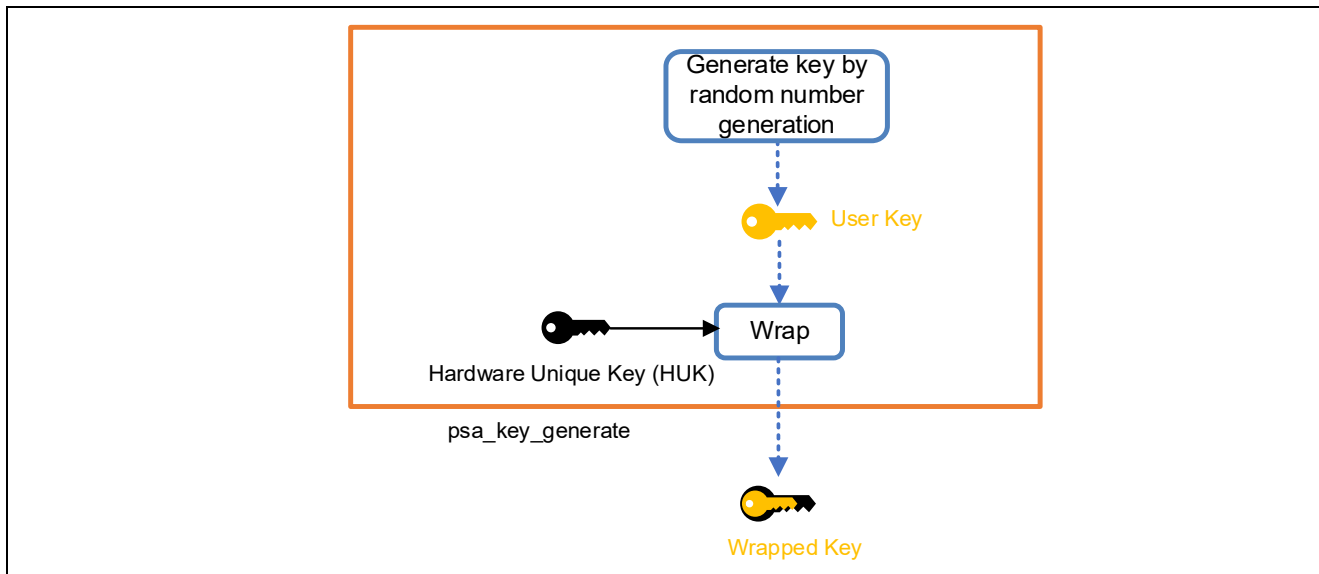 Generate key by
random number
generation
User Key
Wrap
Hardware Unique Key (HUK)
psa_key_generate
Wrapped Key